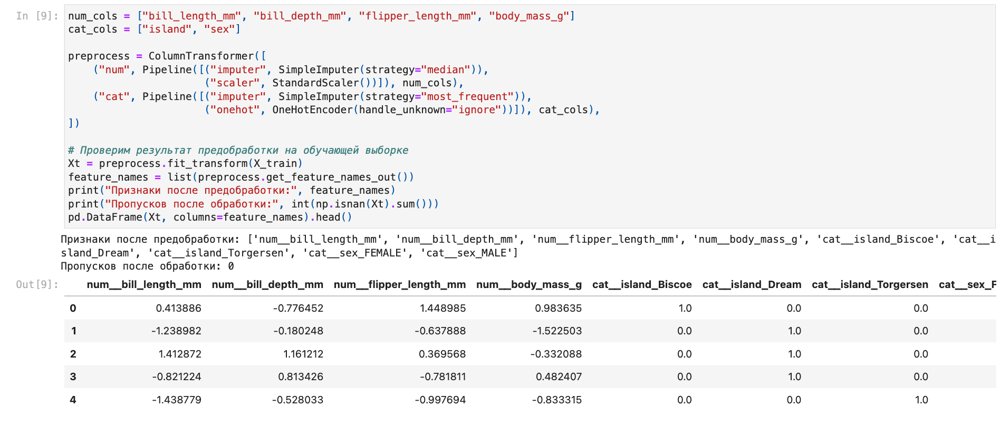 In [9]:
num_cols = ["bill_length_mm", "bill_depth_mm", "flipper_length_mm", "body_mass_g"]
cat_cols = ["island", "sex"]
preprocess = ColumnTransformer([
    ("num", Pipeline([("imputer", SimpleImputer(strategy="median")),
                      ("scaler", StandardScaler())]), num_cols),
    ("cat", Pipeline([("imputer", SimpleImputer(strategy="most_frequent")),
                      ("onehot", OneHotEncoder(handle_unknown="ignore"))]), cat_cols),
])
# Проверим результат предобработки на обучающей выборке
Xt = preprocess.fit_transform(X_train)
feature_names = list(preprocess.get_feature_names_out())
print("Признаки после предобработки:", feature_names)
print("Пропусков после обработки:", int(np.isnan(Xt).sum()))
pd.DataFrame(Xt, columns=feature_names).head()
Признаки после предобработки: ['num__bill_length_mm', 'num__bill_depth_mm', 'num__flipper_length_mm', 'num__body_mass_g', 'cat__island_Biscoe', 'cat__i
sland_Dream', 'cat__island_Torgersen', 'cat__sex_FEMALE', 'cat__sex_MALE']
Пропусков после обработки: 0
Out[9]:
num__bill_length_mm num__bill_depth_mm num__flipper_length_mm num__body_mass_g cat__island_Biscoe cat__island_Dream cat__island_Torgersen cat__sex_F
0 0.413886 -0.776452 1.448985 0.983635 1.0 0.0 0.0
1 -1.238982 -0.180248 -0.637888 -1.522503 0.0 1.0 0.0
2 1.412872 1.161212 0.369568 -0.332088 0.0 1.0 0.0
3 -0.821224 0.813426 -0.781811 0.482407 0.0 1.0 0.0
4 -1.438779 -0.528033 -0.997694 -0.833315 0.0 0.0 1.0